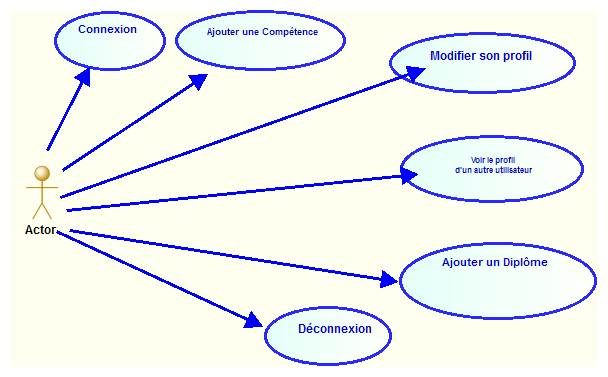 Connexion
Ajouter une Compétence
Modifier son profil
Voir le profil
d'un autre utilisateur
Actor
Ajouter un Diplôme
Déconnexion